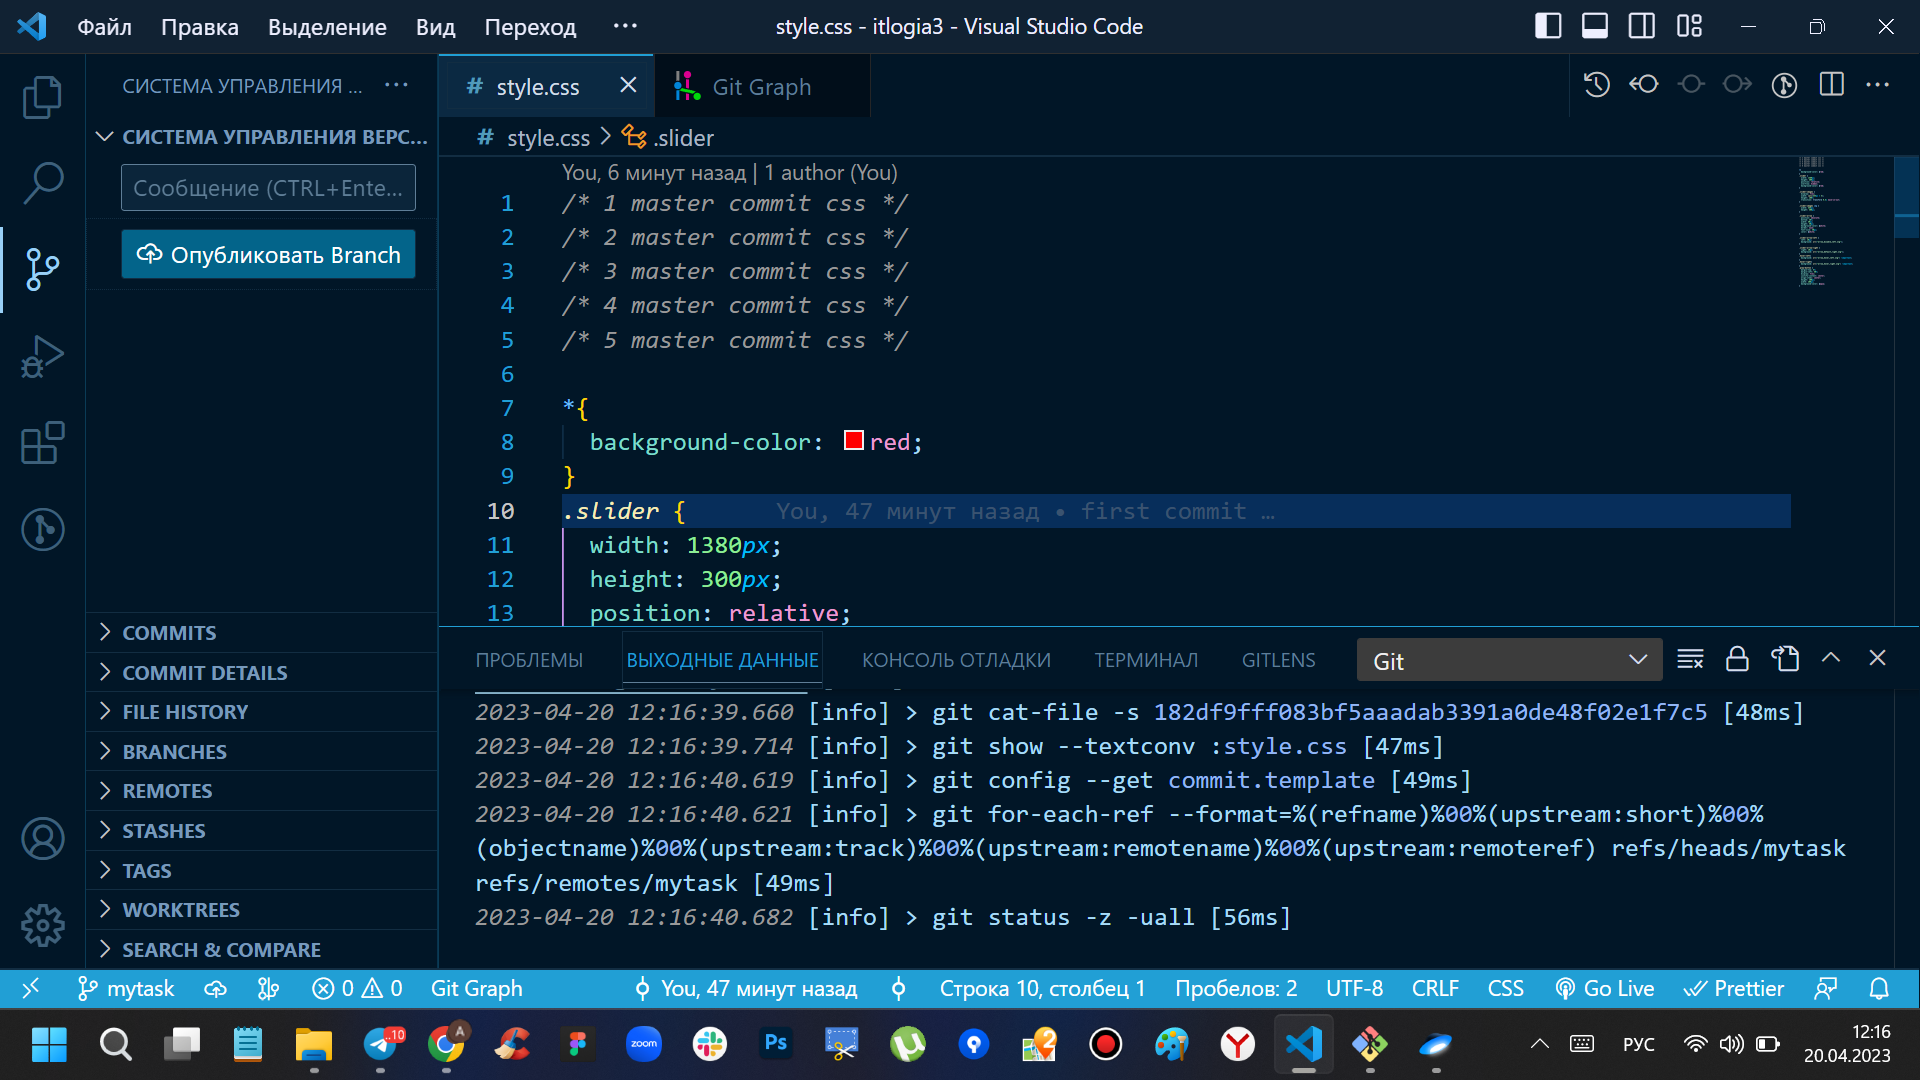 Файл Правка Выделение Вид Переход ···
style.css - itlogia3 - Visual Studio Code
СИСТЕМА УПРАВЛЕНИЯ ... ···
СИСТЕМА УПРАВЛЕНИЯ ВЕРС...
Сообщение (CTRL+Ente...
Опубликовать Branch
COMMITS
COMMIT DETAILS
FILE HISTORY
BRANCHES
REMOTES
STASHES
TAGS
WORKTREES
SEARCH & COMPARE
# style.css
Git Graph
# style.css > .slider
You, 6 минут назад | 1 author (You)
1 /* 1 master commit css */
2 /* 2 master commit css */
3 /* 3 master commit css */
4 /* 4 master commit css */
5 /* 5 master commit css */
6
7 *{
8 background-color: red;
9 }
10 .slider { You, 47 минут назад • first commit …
11 width: 1380px;
12 height: 300px;
13 position: relative;
ПРОБЛЕМЫ ВЫХОДНЫЕ ДАННЫЕ КОНСОЛЬ ОТЛАДКИ ТЕРМИНАЛ GITLENS Git
2023-04-20 12:16:39.660 [info] > git cat-file -s 182df9fff083bf5aaadab3391a0de48f02e1f7c5 [48ms]
2023-04-20 12:16:39.714 [info] > git show --textconv :style.css [47ms]
2023-04-20 12:16:40.619 [info] > git config --get commit.template [49ms]
2023-04-20 12:16:40.621 [info] > git for-each-ref --format=%(refname)%00%(upstream:short)%00%
(objectname)%00%(upstream:track)%00%(upstream:remotename)%00%(upstream:remoteref) refs/heads/mytask
refs/remotes/mytask [49ms]
2023-04-20 12:16:40.682 [info] > git status -z -uall [56ms]
mytask 0 0 Git Graph You, 47 минут назад Строка 10, столбец 1 Пробелов: 2 UTF-8 CRLF CSS Go Live Prettier
..10
A
zoom
Ps
2
РУС
12:16
20.04.2023